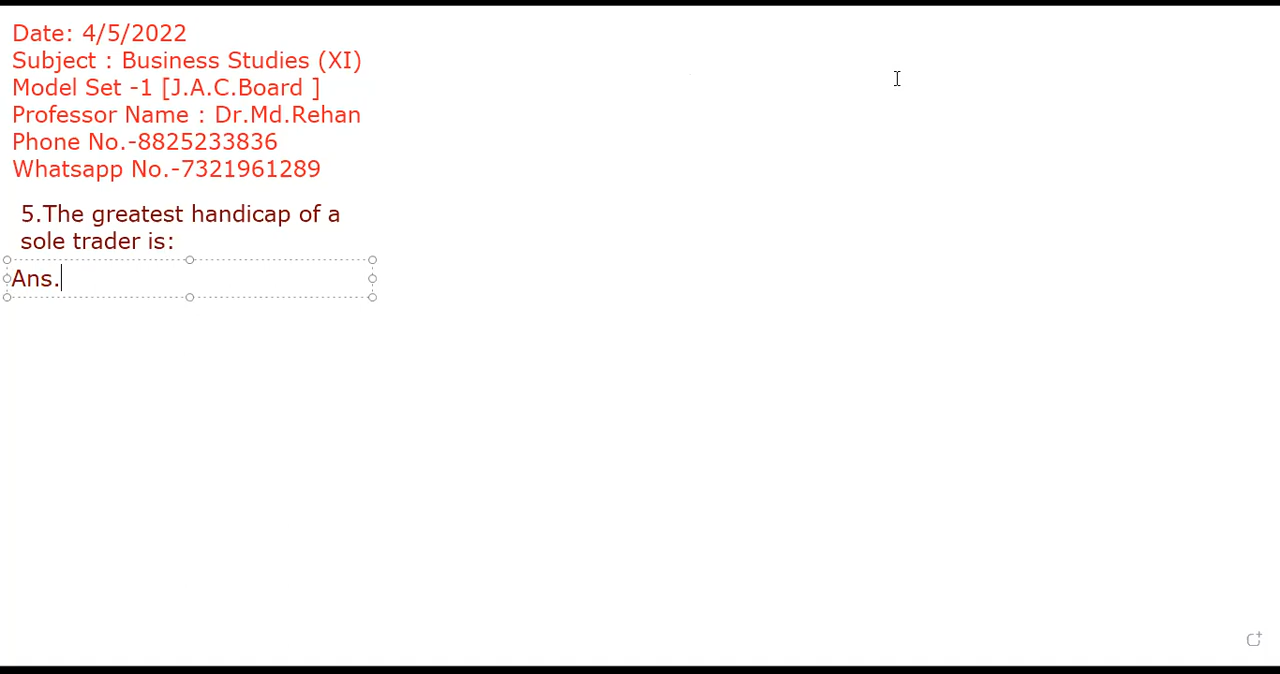 Date: 4/5/2022
Subject : Business Studies (XI)
Model Set -1 [J.A.C.Board ]
Professor Name : Dr.Md.Rehan
Phone No.-8825233836
Whatsapp No.-7321961289
5.The greatest handicap of a
sole trader is:
Ans.